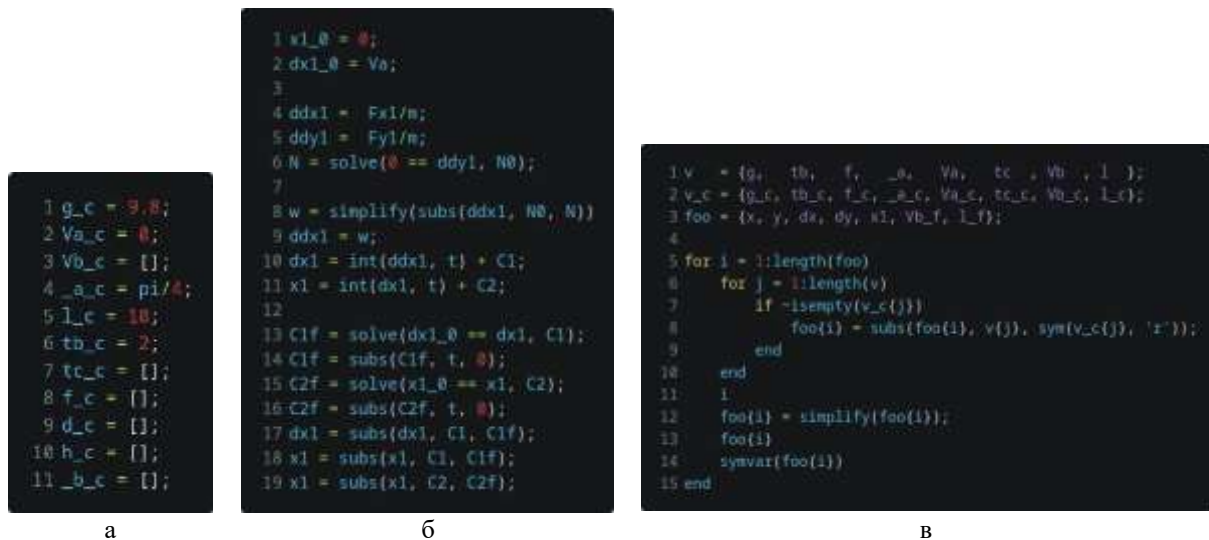 1 g_c = 9.8;
2 Va_c = 0;
3 Vb_c = [];
4 _a_c = pi/4;
5 l_c = 10;
6 tb_c = 2;
7 tc_c = [];
8 f_c = [];
9 d_c = [];
10 h_c = [];
11 _b_c = [];
а
1 x1_0 = 0;
2 dx1_0 = Va;
3
4 ddx1 = Fx1/m;
5 ddy1 = Fy1/m;
6 N = solve(0 == ddy1, N0);
7
8 w = simplify(subs(ddx1, N0, N))
9 ddx1 = w;
10 dx1 = int(ddx1, t) + C1;
11 x1 = int(dx1, t) + C2;
12
13 C1f = solve(dx1_0 == dx1, C1);
14 C1f = subs(C1f, t, 0);
15 C2f = solve(x1_0 == x1, C2);
16 C2f = subs(C2f, t, 0);
17 dx1 = subs(dx1, C1, C1f);
18 x1 = subs(x1, C1, C1f);
19 x1 = subs(x1, C2, C2f);
б
1 v = {g, tb, f, _a, Va, tc , Vb , l };
2 v_c = {g_c, tb_c, f_c, _a_c, Va_c, tc_c, Vb_c, l_c};
3 foo = {x, y, dx, dy, x1, Vb_f, l_f};
4
5 for i = 1:length(foo)
6 for j = 1:length(v)
7 if ~isempty(v_c{j})
8 foo{i} = subs(foo{i}, v{j}, sym(v_c{j}, 'r'));
9 end
10 end
11 i
12 foo{i} = simplify(foo{i});
13 foo{i}
14 symvar(foo{i})
15 end
в